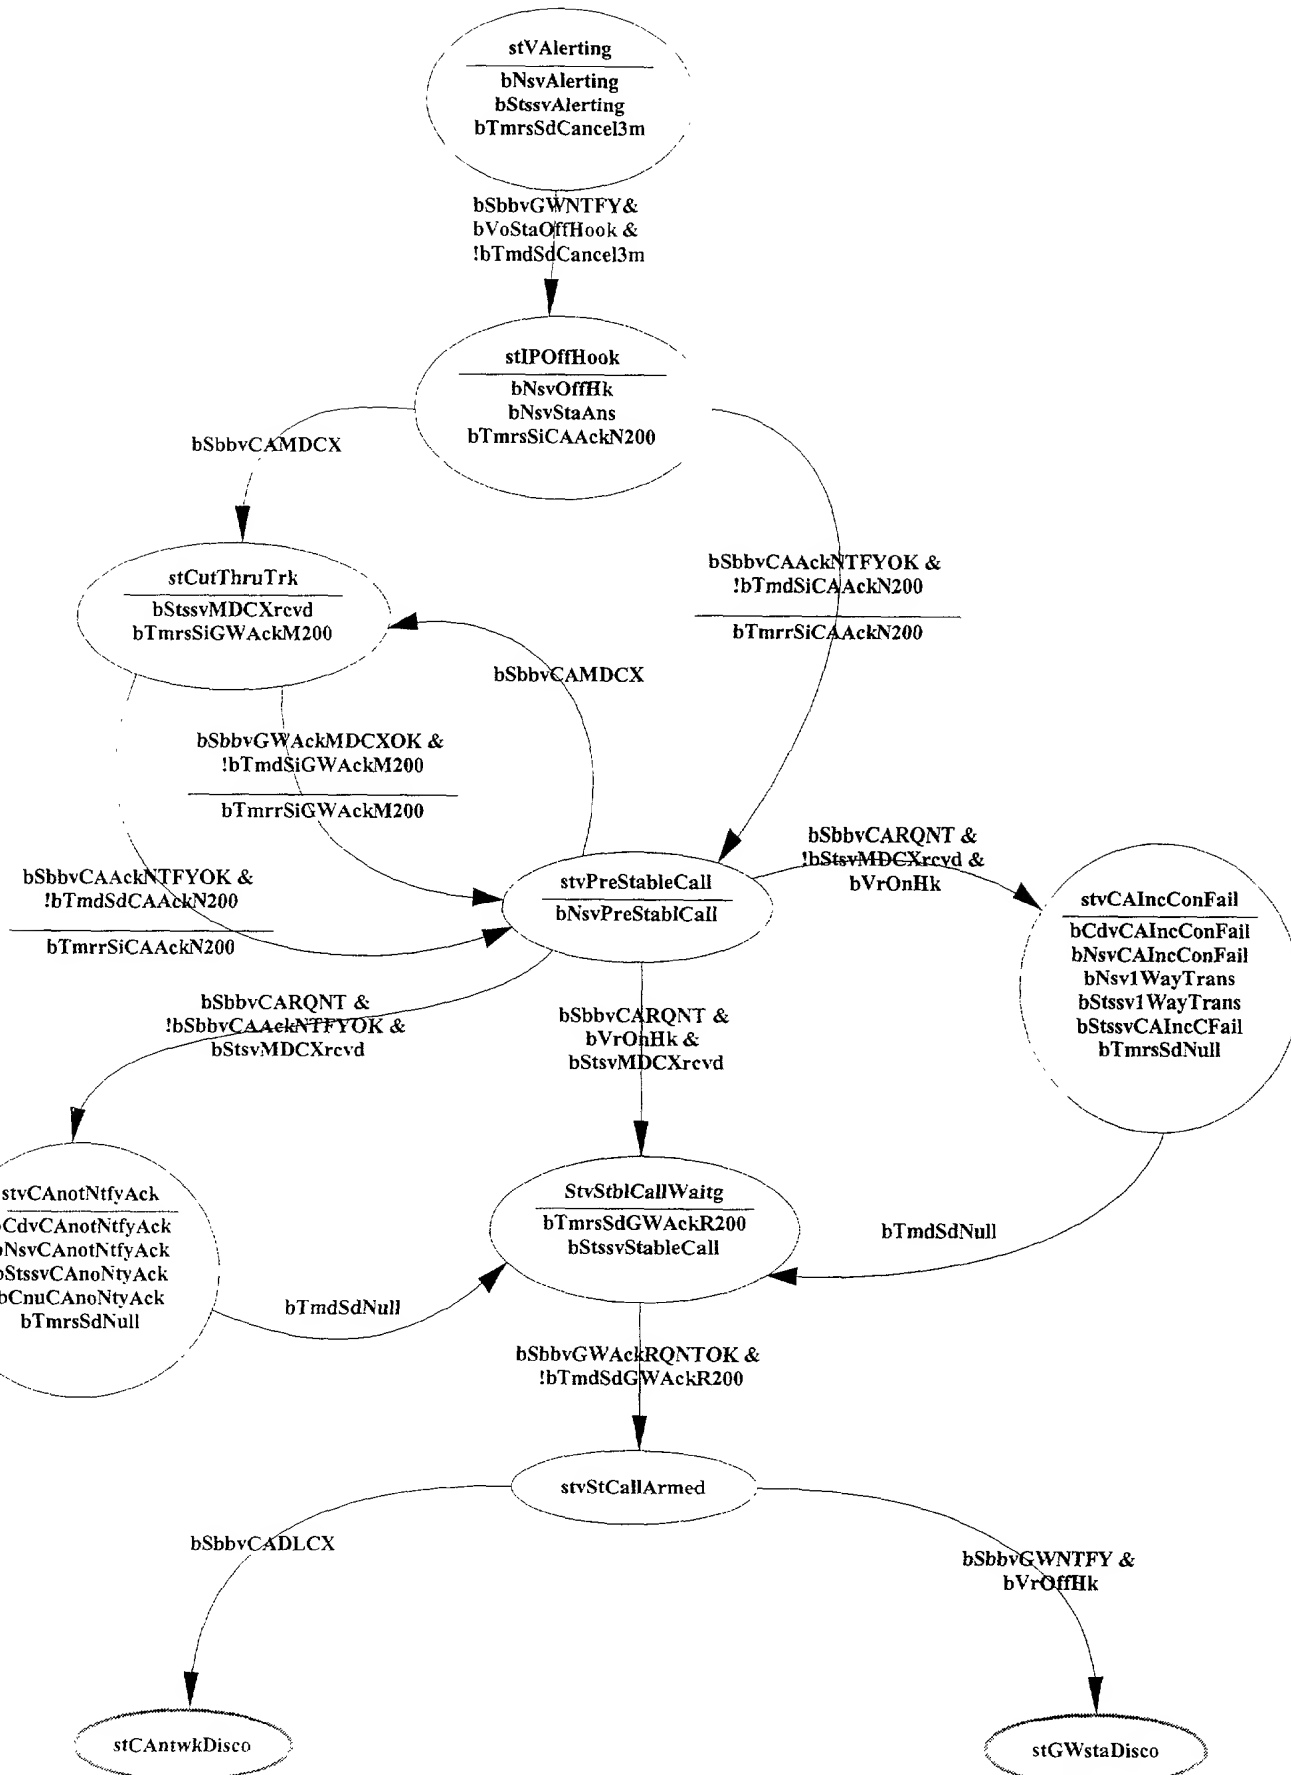 stVAlerting
bNsvAlerting
bStssvAlerting
bTmrsSdCancel3m
bSbbvGWNTFY&
bVoStaOffHook &
!bTmdSdCancel3m
stIPOffHook
bNsvOffHk
bNsvStaAns
bTmrsSiCAAckN200
bSbbvCAMDCX
bSbbvCAAckNTFYOK &
!bTmdSiCAAckN200
bTmrrSiCAAckN200
stCutThruTrk
bStssvMDCXrcvd
bTmrsSiGWAckM200
bSbbvCAMDCX
bSbbvGWAckMDCXOK &
!bTmdSiGWAckM200
bTmrrSiGWAckM200
bSbbvCAAckNTFYOK &
!bTmdSdCAAckN200
bTmrrSiCAAckN200
stvPreStableCall
bNsvPreStablCall
bSbbvCARQNT &
!bStsvMDCXrcvd &
bVrOnHk
stvCAIncConFail
bCdvCAIncConFail
bNsvCAIncConFail
bNsv1WayTrans
bStssv1WayTrans
bStssvCAIncCFail
bTmrsSdNull
bSbbvCARQNT &
!bSbbvCAAckNTFYOK &
bStsvMDCXrcvd
bSbbvCARQNT &
bVrOnHk &
bStsvMDCXrcvd
stvCAnotNtfyAck
CdvCAnotNtfyAck
NsvCAnotNtfyAck
StssvCAnoNtyAck
CnuCAnoNtyAck
bTmrsSdNull
StvStblCallWaitg
bTmrsSdGWAckR200
bStssvStableCall
bTmdSdNull
bTmdSdNull
bSbbvGWAckRQNTOK &
!bTmdSdGWAckR200
stvStCallArmed
bSbbvCADLCX
bSbbvGWNTFY &
bVrOffHk
stCAntwkDisco
stGWstaDisco